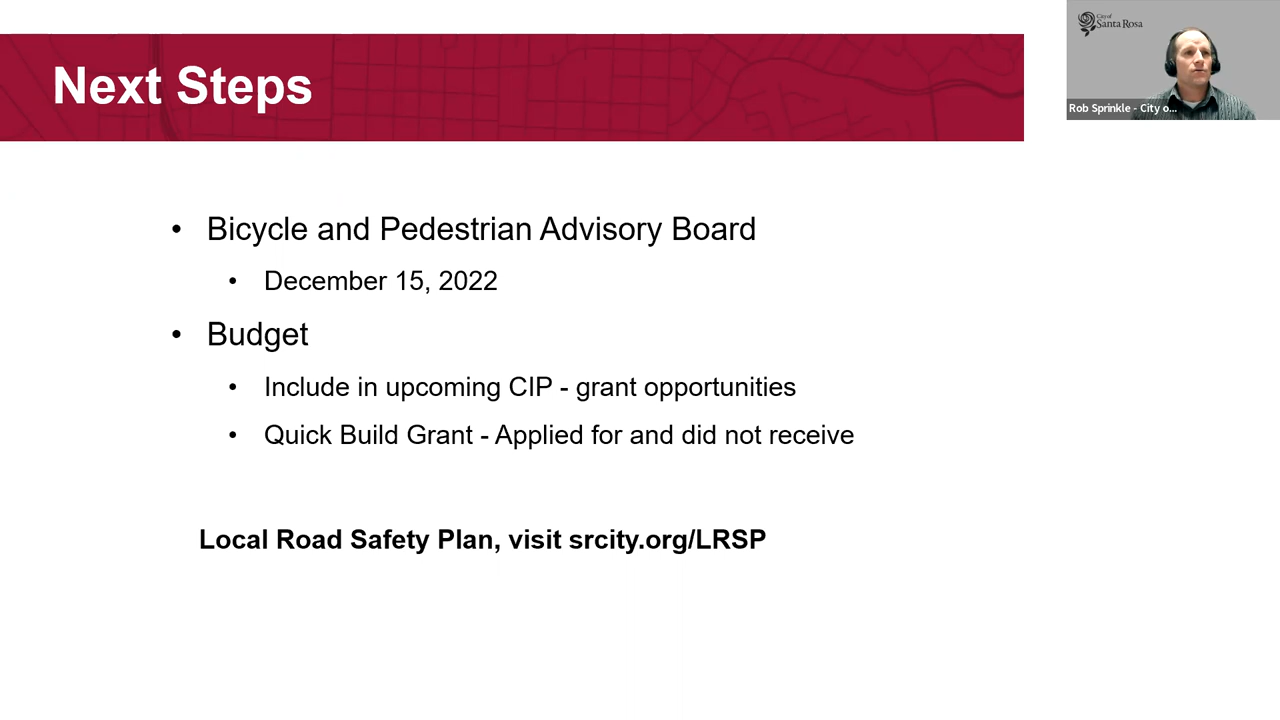 Next Steps
City of
Santa Rosa
Rob Sprinkle - City o...
• Bicycle and Pedestrian Advisory Board
• December 15, 2022
• Budget
• Include in upcoming CIP - grant opportunities
• Quick Build Grant - Applied for and did not receive
Local Road Safety Plan, visit srcity.org/LRSP